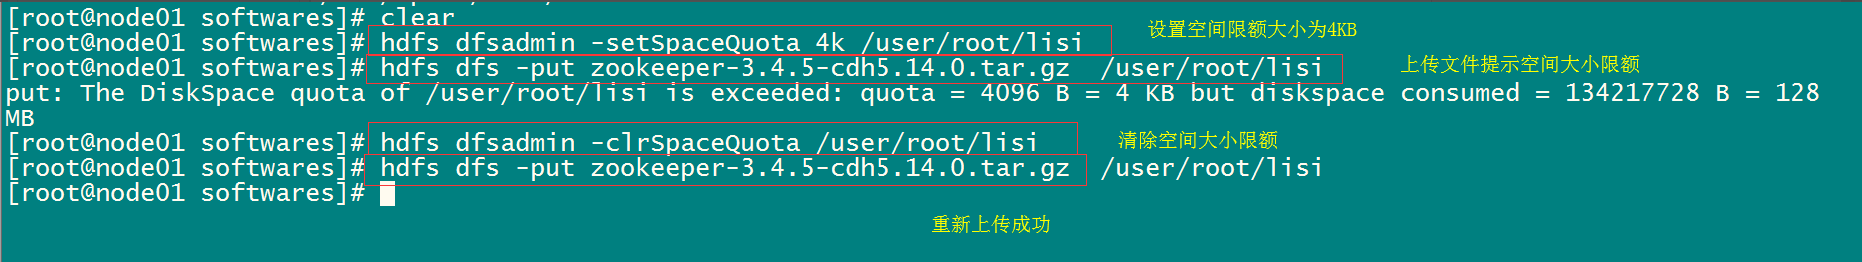 [root@node01 softwares]# clear
[root@node01 softwares]# hdfs dfsadmin -setSpaceQuota 4k /user/root/lisi
设置空间限额大小为4KB
[root@node01 softwares]# hdfs dfs -put zookeeper-3.4.5-cdh5.14.0.tar.gz  /user/root/lisi
上传文件提示空间大小限额
put: The DiskSpace quota of /user/root/lisi is exceeded: quota = 4096 B = 4 KB but diskspace consumed = 134217728 B = 128
MB
[root@node01 softwares]# hdfs dfsadmin -clrSpaceQuota /user/root/lisi
清除空间大小限额
[root@node01 softwares]# hdfs dfs -put zookeeper-3.4.5-cdh5.14.0.tar.gz  /user/root/lisi
[root@node01 softwares]#
重新上传成功